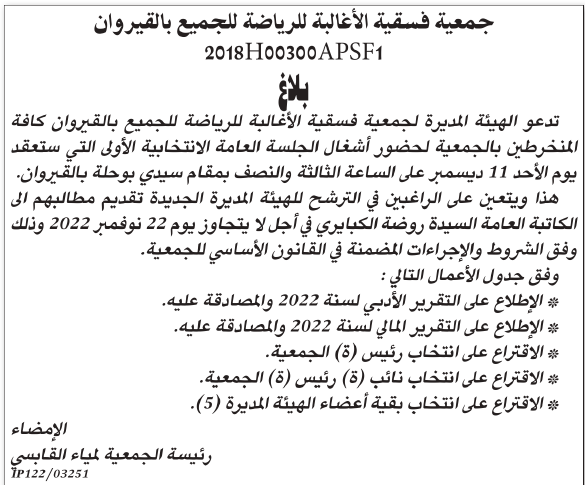 جمعية فسقية الأغالبة للرياضة للجميع بالقيروان
2018H00300APSF1
بلاغ
تدعو الهيئة المديرة لجمعية فسقية الأغالبة للرياضة للجميع بالقيروان كافة
المنخرطين بالجمعية لحضور أشغال الجلسة العامة الانتخابية الأولى التي ستعقد
يوم الأحد 11 ديسمبر على الساعة الثالثة والنصف بمقام سيدي بوحلة بالقيروان.
هذا ويتعين على الراغبين في الترشح للهيئة المديرة الجديدة تقديم مطالبهم الى
الكاتبة العامة السيدة روضة الكبايري في أجل لا يتجاوز يوم 22 نوفمبر 2022 وذلك
وفق الشروط والإجراءات المضمنة في القانون الأساسي للجمعية.
وفق جدول الأعمال التالي:
* الإطلاع على التقرير الأدبي لسنة 2022 والمصادقة عليه.
* الإطلاع على التقرير المالي لسنة 2022 والمصادقة عليه.
* الاقتراع على انتخاب رئيس (ة) الجمعية.
* الاقتراع على انتخاب نائب (ة) رئيس (ة) الجمعية.
* الاقتراع على انتخاب بقية أعضاء الهيئة المديرة (5).
الإمضاء
رئيسة الجمعية لمياء القابسي
IP122/03251